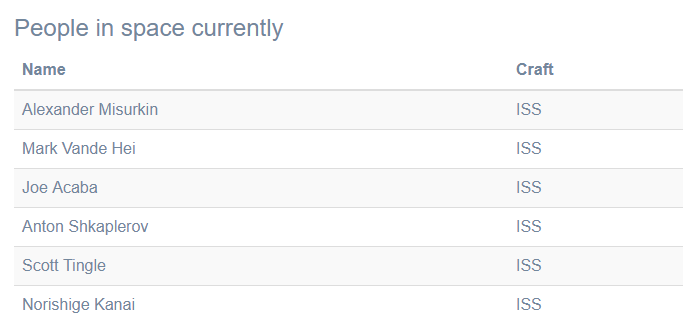 People in space currently
Name Craft
Alexander Misurkin ISS
Mark Vande Hei ISS
Joe Acaba ISS
Anton Shkaplerov ISS
Scott Tingle ISS
Norishige Kanai ISS